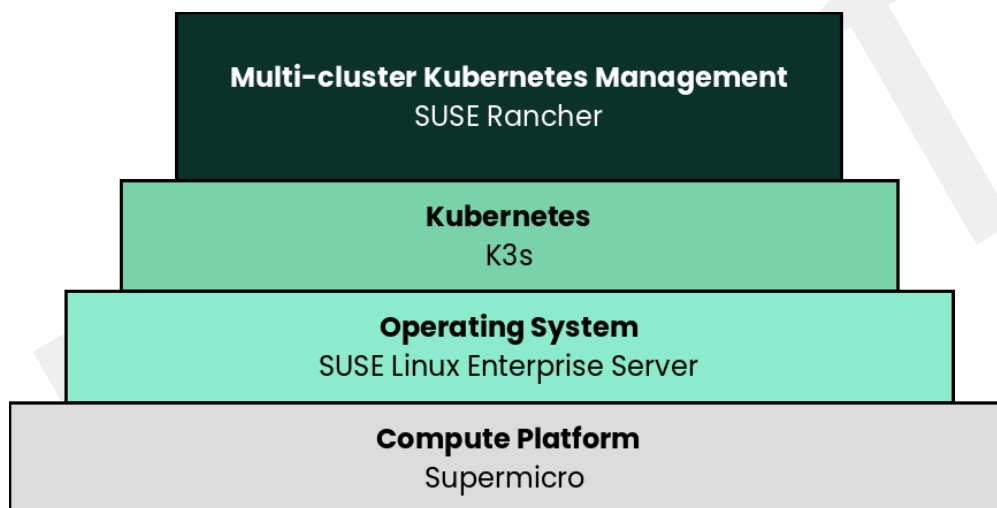 Multi-cluster Kubernetes Management
SUSE Rancher
Kubernetes
K3s
Operating System
SUSE Linux Enterprise Server
Compute Platform
Supermicro